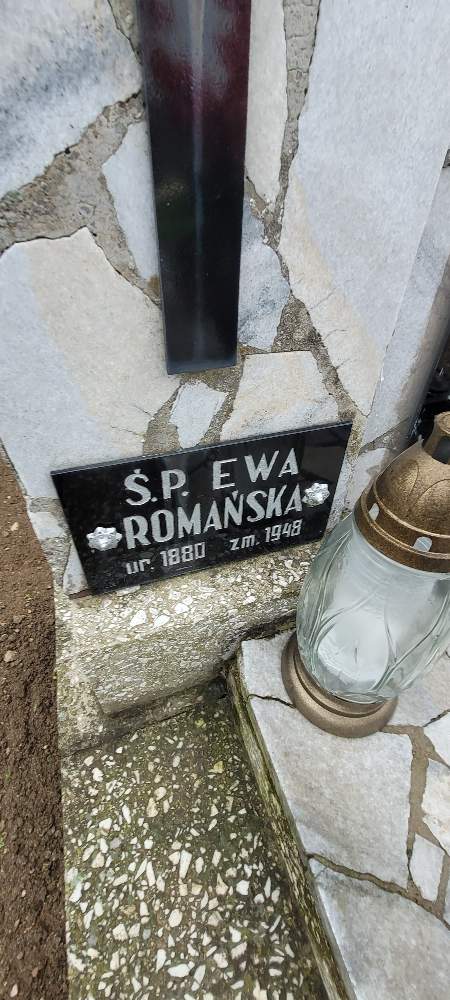 Ś.P. EWA
ROMAŃSKA
ur. 1880 zm. 1948